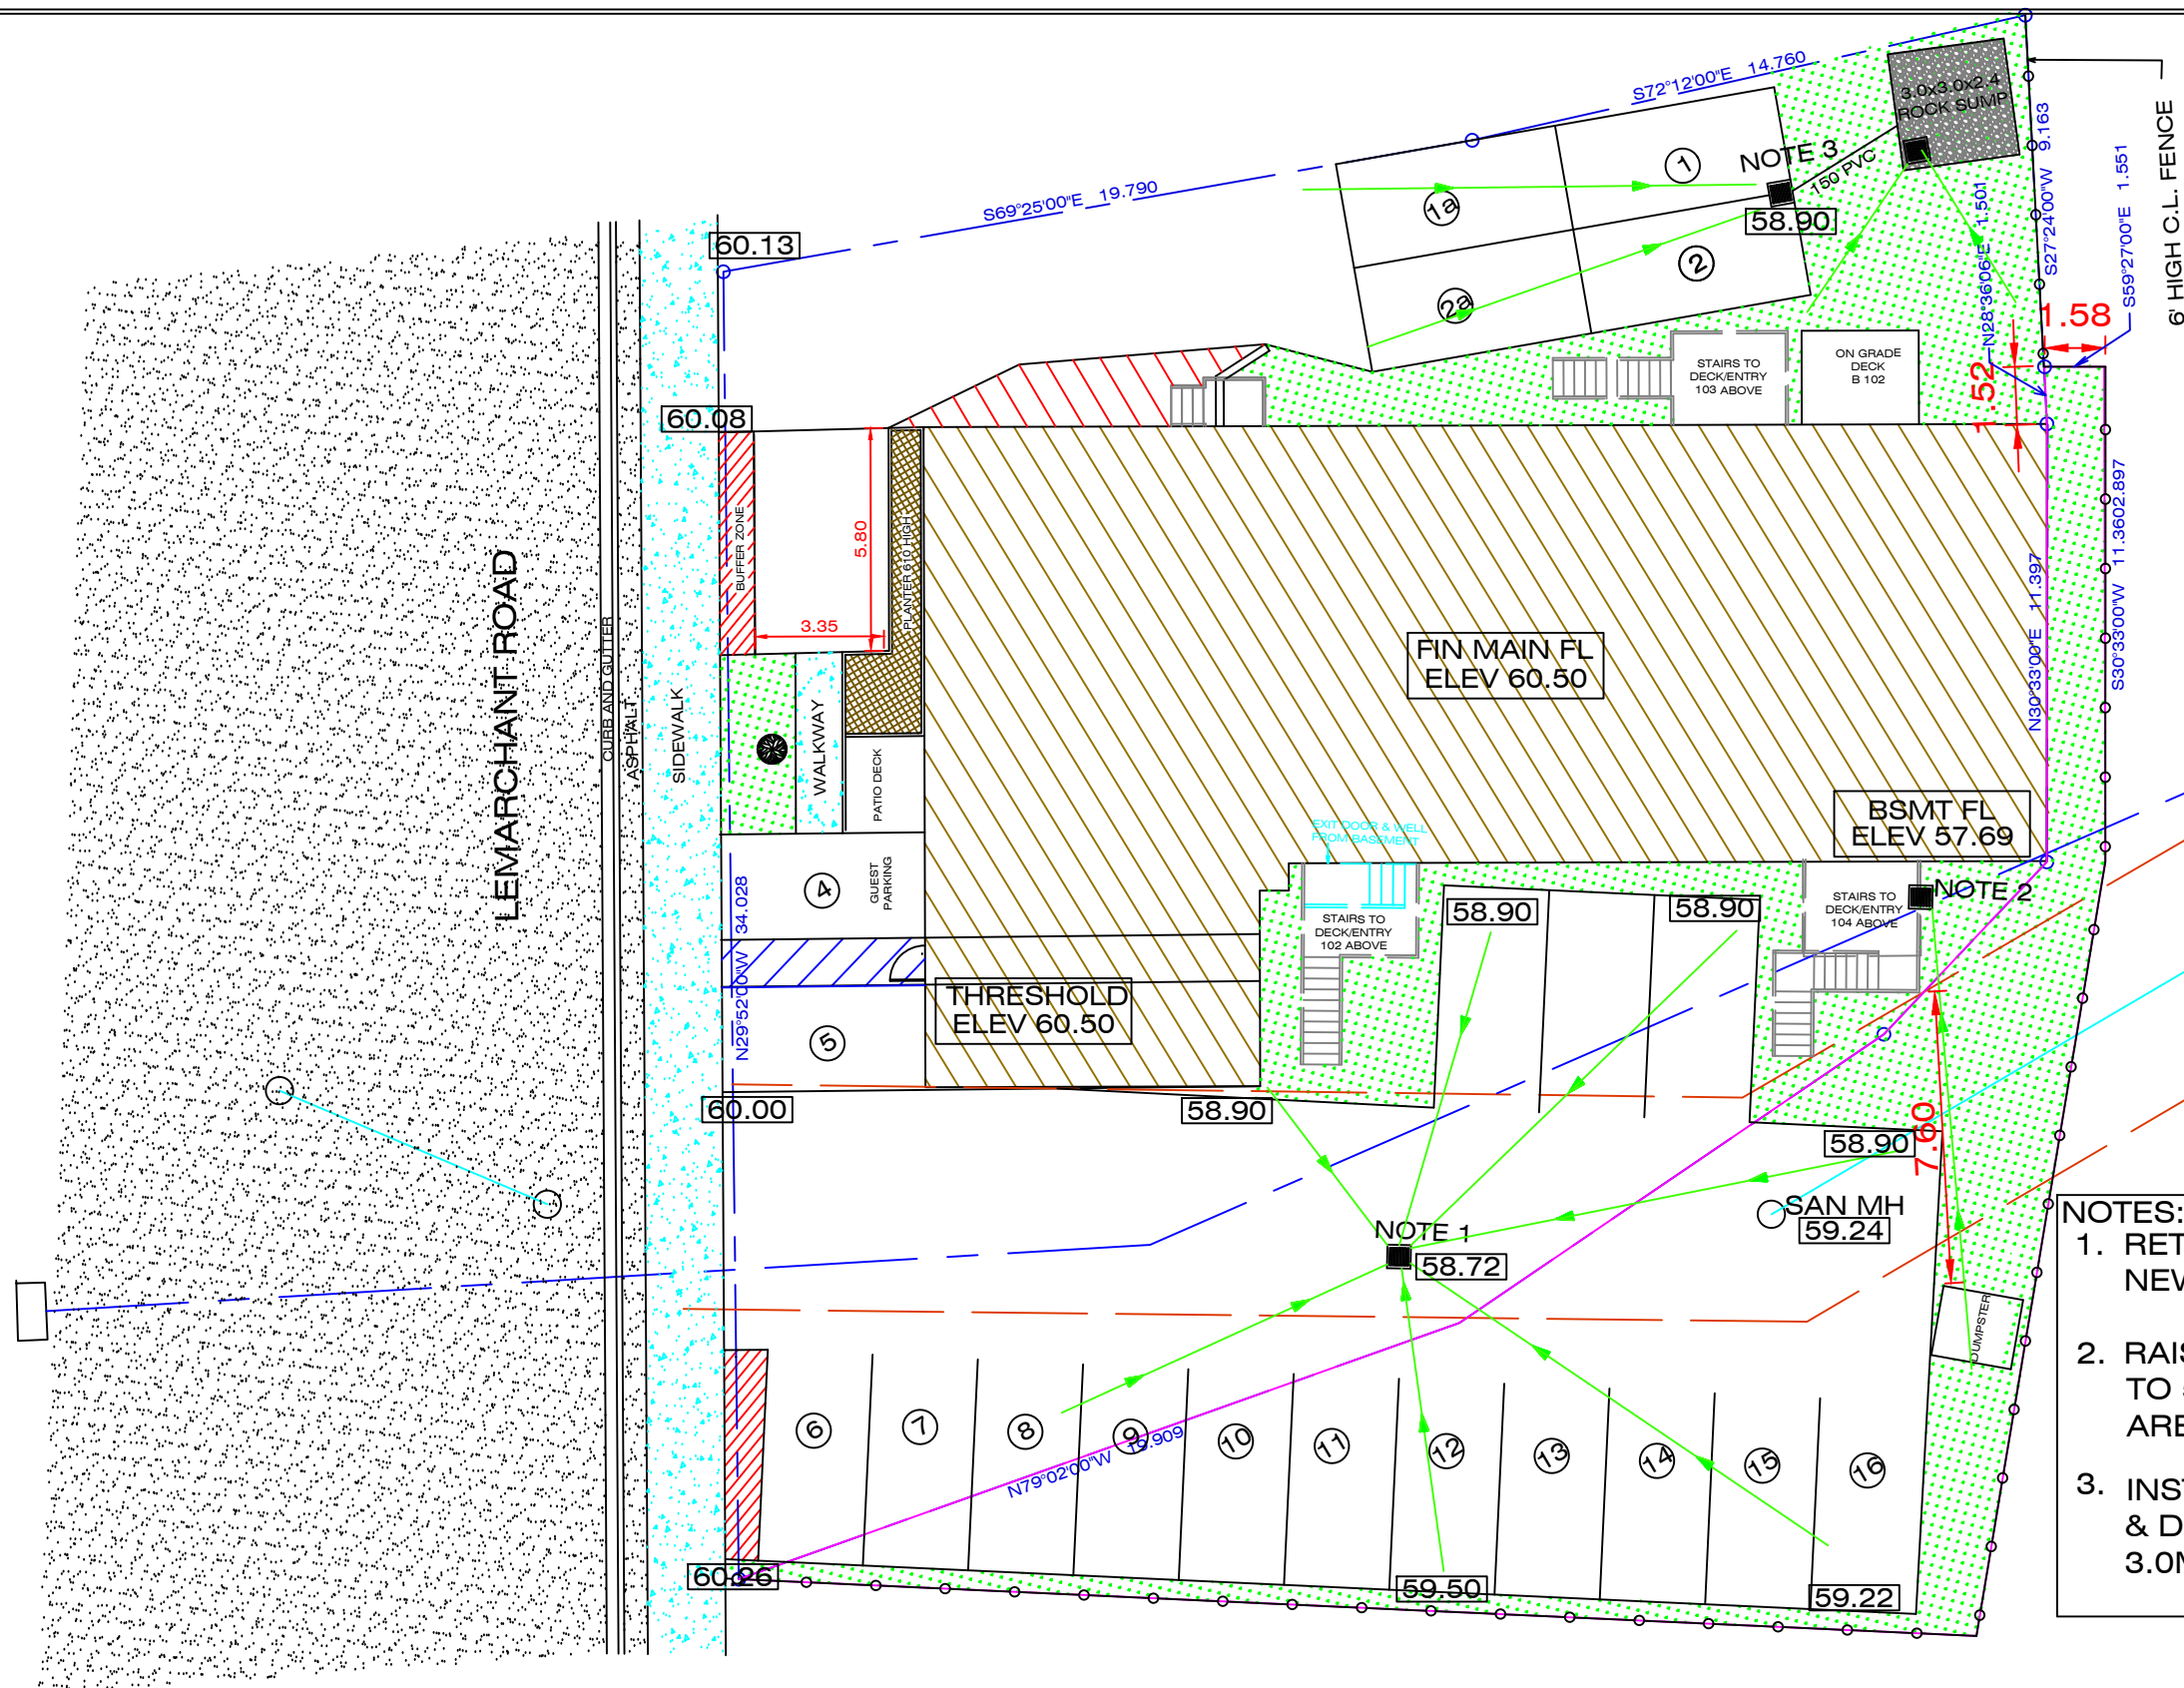 S72°12'00"E 14.760
3.0x3.0x2.4
ROCK SUMP
S69°25'00"E 19.790
1
NOTE 3
150 PVC
58.90
1a
2
2a
N28°36'06"E 1.501
S27°24'00"W 9.163
S59°27'00"E 1.551
6' HIGH C.L. FENCE
1.58
1.52
60.13
60.08
STAIRS TO
DECK/ENTRY
103 ABOVE
ON GRADE
DECK
B 102
BUFFER ZONE
5.80
3.35
PLANTER 610 HIGH
LEMARCHANT ROAD
CURB AND GUTTER
ASPHALT
SIDEWALK
WALKWAY
PATIO DECK
FIN MAIN FL
ELEV 60.50
N30°33'00"E 11.397
S30°33'00"W 11.3602.897
BSMT FL
ELEV 57.69
EXIT DOOR & WELL
FROM BASEMENT
4
GUEST
PARKING
N29°52'00"W 34.028
STAIRS TO
DECK/ENTRY
102 ABOVE
58.90
58.90
STAIRS TO
DECK/ENTRY
104 ABOVE
NOTE 2
THRESHOLD
ELEV 60.50
5
60.00
58.90
58.90
7.60
SAN MH
59.24
NOTE 1
58.72
DUMPSTER
NOTES:
1. RET
NEV
2. RAIS
TO
ARE
3. INST
& D
3.0M
6
7
8
9
10
11
12
13
14
15
16
N79°02'00"W 19.909
60.26
59.50
59.22